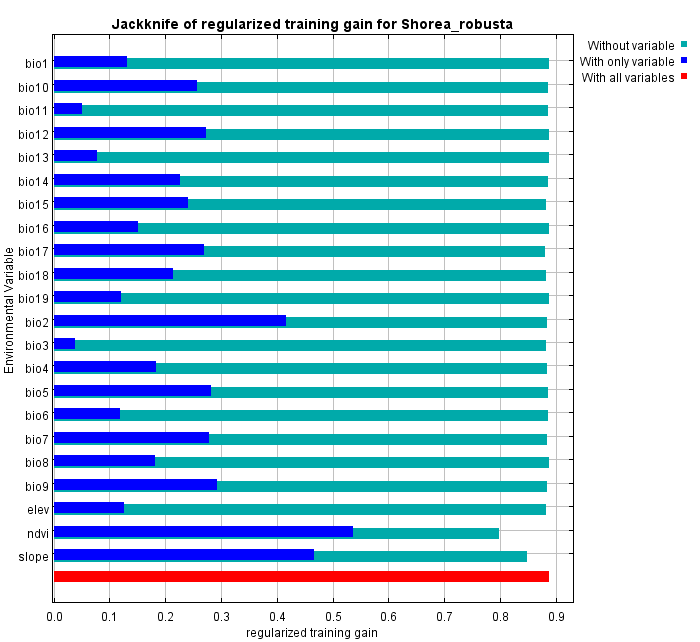 Jackknife of regularized training gain for Shorea_robusta
Without variable
With only variable
With all variables
Environmental Variable
bio1
bio10
bio11
bio12
bio13
bio14
bio15
bio16
bio17
bio18
bio19
bio2
bio3
bio4
bio5
bio6
bio7
bio8
bio9
elev
ndvi
slope
0.0 0.1 0.2 0.3 0.4 0.5 0.6 0.7 0.8 0.9
regularized training gain